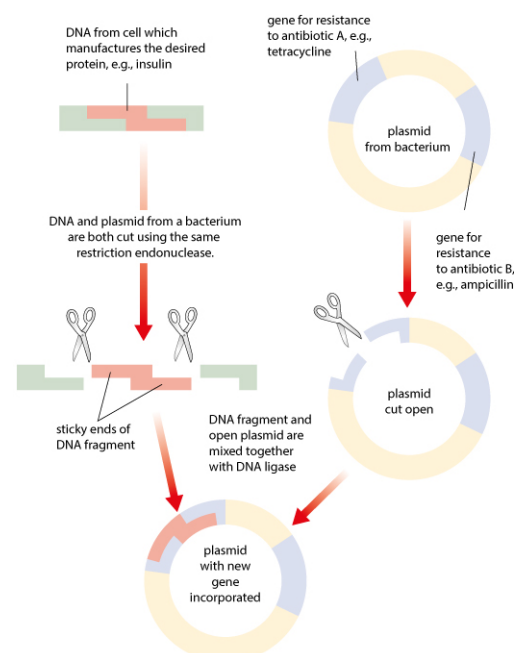 DNA from cell which
manufactures the desired
protein, e.g., insulin
gene for resistance
to antibiotic A, e.g.,
tetracycline
plasmid
from bacterium
DNA and plasmid from a bacterium
are both cut using the same
restriction endonuclease.
gene for
resistance
to antibiotic B,
e.g., ampicillin
plasmid
cut open
sticky ends of
DNA fragment
DNA fragment and
open plasmid are
mixed together
with DNA ligase
plasmid
with new
gene
incorporated